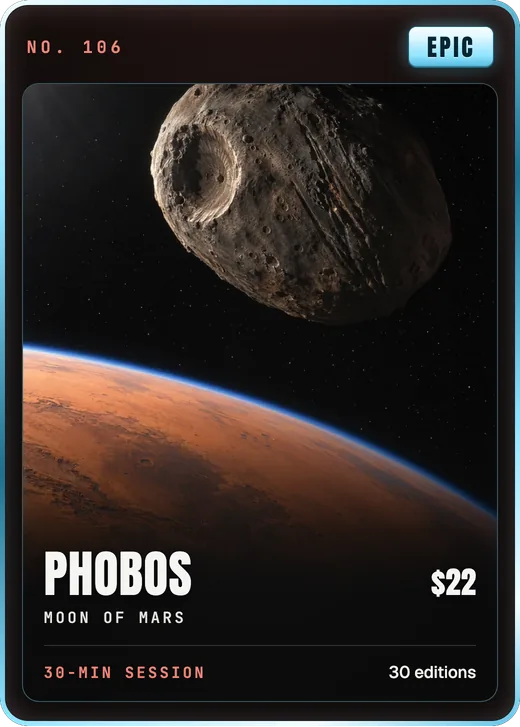 NO. 106
EPIC
PHOBOS
$22
MOON OF MARS
30-MIN SESSION
30 editions